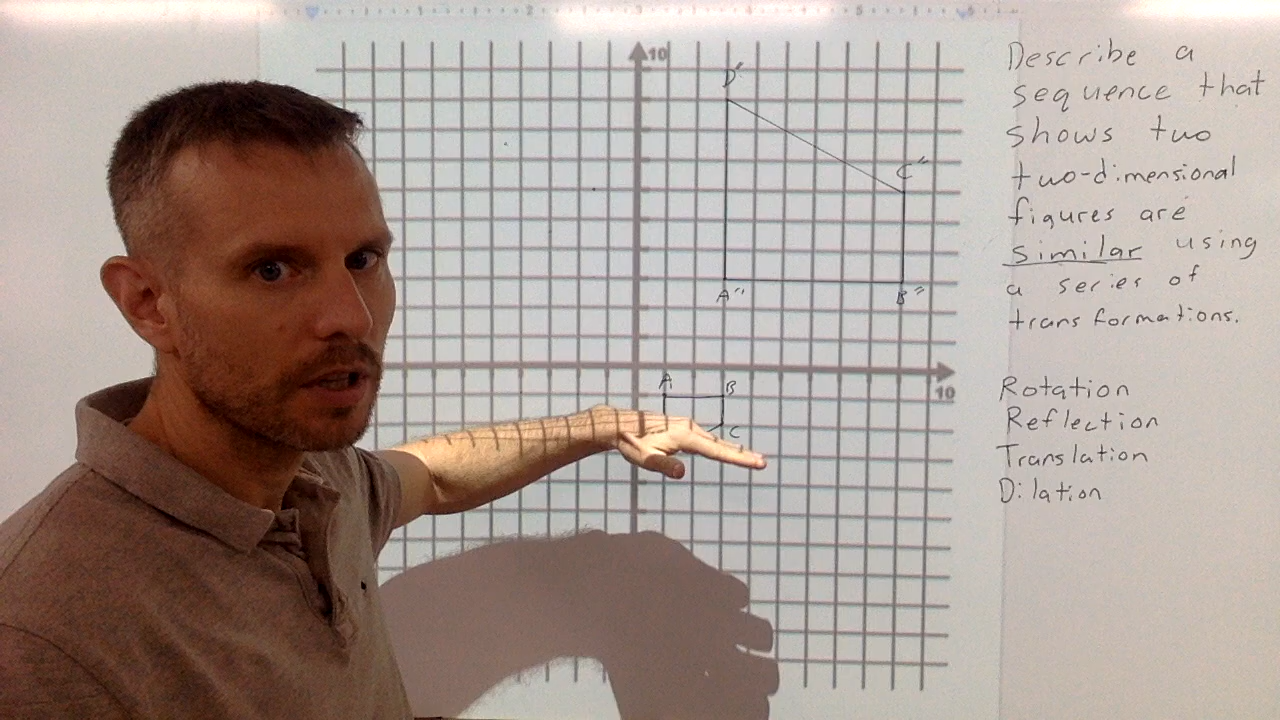 10
D"
C"
A"
B"
A
B
C
10
Describe a
sequence that
shows two
two-dimensional
figures are
similar using
a series of
transformations.
Rotation
Reflection
Translation
Dilation